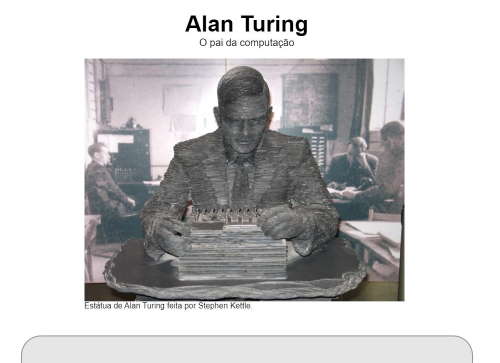 Alan Turing
O pai da computação
Estátua de Alan Turing feita por Stephen Kettle.